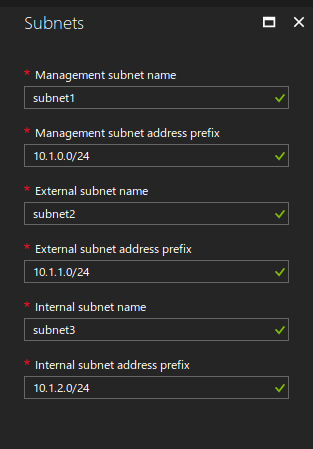 Subnets
* Management subnet name
subnet1
* Management subnet address prefix
10.1.0.0/24
* External subnet name
subnet2
* External subnet address prefix
10.1.1.0/24
* Internal subnet name
subnet3
* Internal subnet address prefix
10.1.2.0/24